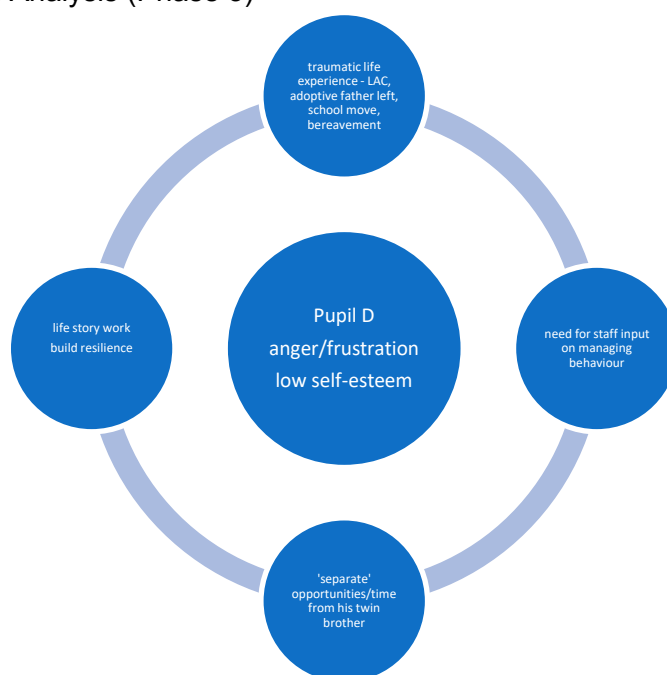 traumatic life
experience - LAC,
adoptive father left,
school move,
bereavement
life story work
build resilience
Pupil D
anger/frustration
low self-esteem
need for staff input
on managing
behaviour
'separate'
opportunities/time
from his twin
brother